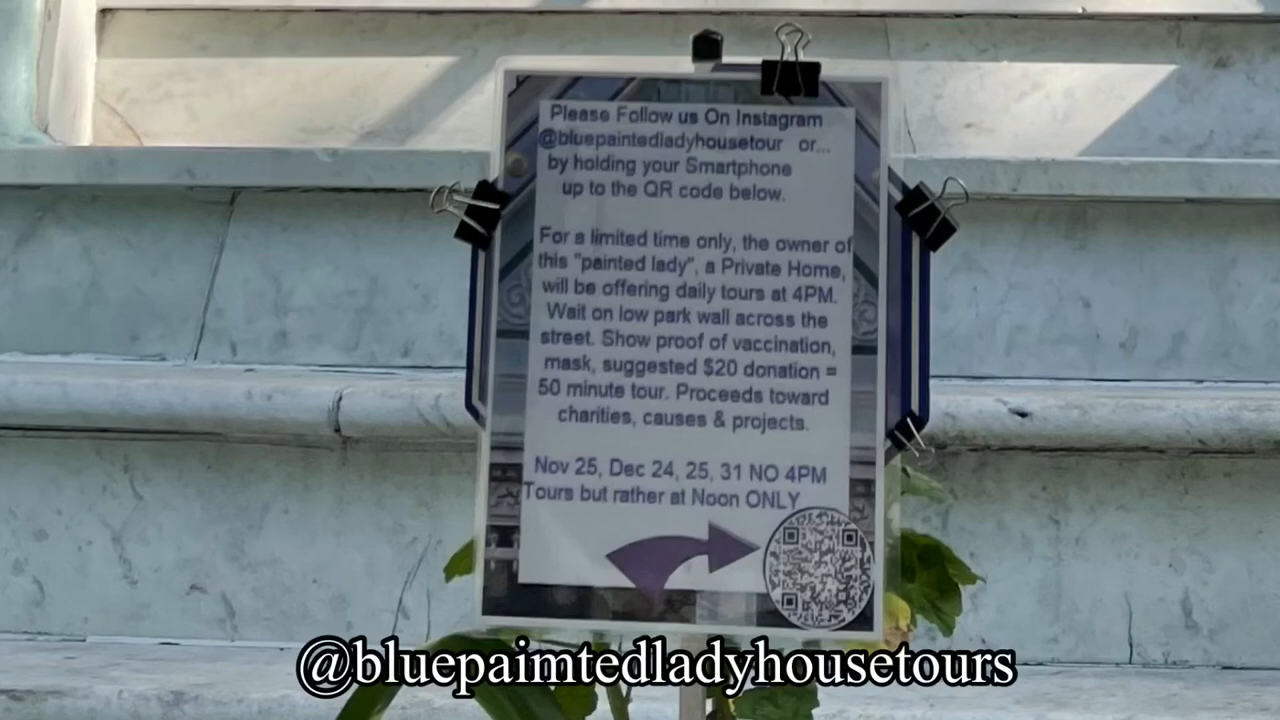 Please Follow us On Instagram
@bluepaintedladyhousetour or...
by holding your Smartphone
up to the QR code below.
For a limited time only, the owner of
this "painted lady", a Private Home,
will be offering daily tours at 4PM.
Wait on low park wall across the
street. Show proof of vaccination,
mask, suggested $20 donation =
50 minute tour. Proceeds toward
charities, causes & projects.
Nov 25, Dec 24, 25, 31 NO 4PM
Tours but rather at Noon ONLY
@bluepaimtedladyhousetours